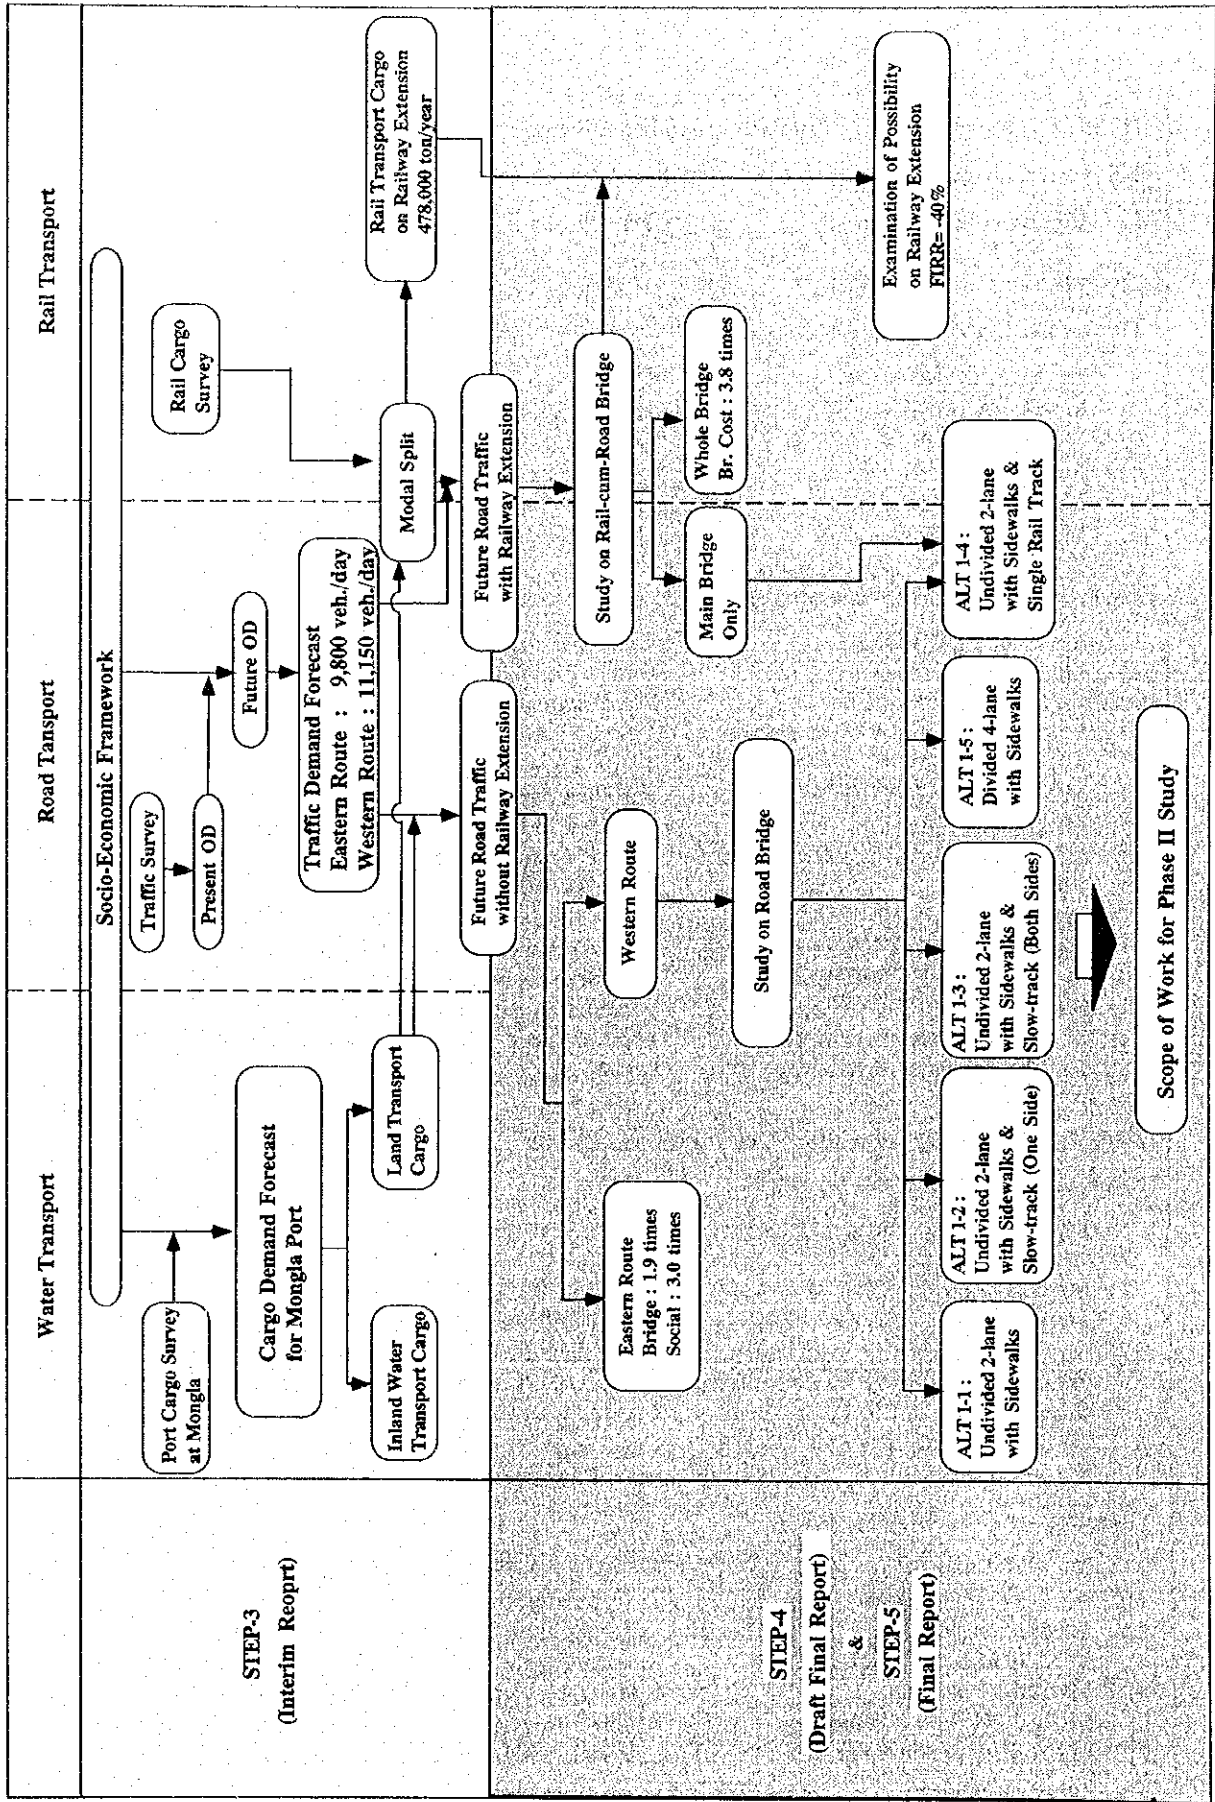 Water Transport
Road Tansport
Rail Transport
STEP-3
(Interim Reoprt)
Socio-Economic Framework
Port Cargo Survey
at Mongla
Traffic Survey
Rail Cargo
Survey
Present OD
Cargo Demand Forecast
for Mongla Port
Future OD
Traffic Demand Forecast
Eastern Route : 9,800 veh./day
Western Route : 11,150 veh./day
Inland Water
Transport Cargo
Land Transport
Cargo
Modal Split
Rail Transport Cargo
on Railway Extension
478,000 ton/year
Future Road Traffic
without Railway Extension
Future Road Traffic
with Railway Extension
STEP-4
(Draft Final Report)
&
STEP-5
(Final Report)
Eastern Route
Bridge : 1.9 times
Social : 3.0 times
Western Route
Study on Rail-cum-Road Bridge
Main Bridge
Only
Whole Bridge
Br. Cost : 3.8 times
Study on Road Bridge
Examination of Possibility
on Railway Extension
FIRR= -40%
ALT 1-1 :
Undivided 2-lane
with Sidewalks
ALT 1-2 :
Undivided 2-lane
with Sidewalks &
Slow-track (One Side)
ALT 1-3 :
Undivided 2-lane
with Sidewalks &
Slow-track (Both Sides)
ALT 1-5 :
Divided 4-lane
with Sidewalks
ALT 1-4 :
Undivided 2-lane
with Sidewalks &
Single Rail Track
Scope of Work for Phase II Study